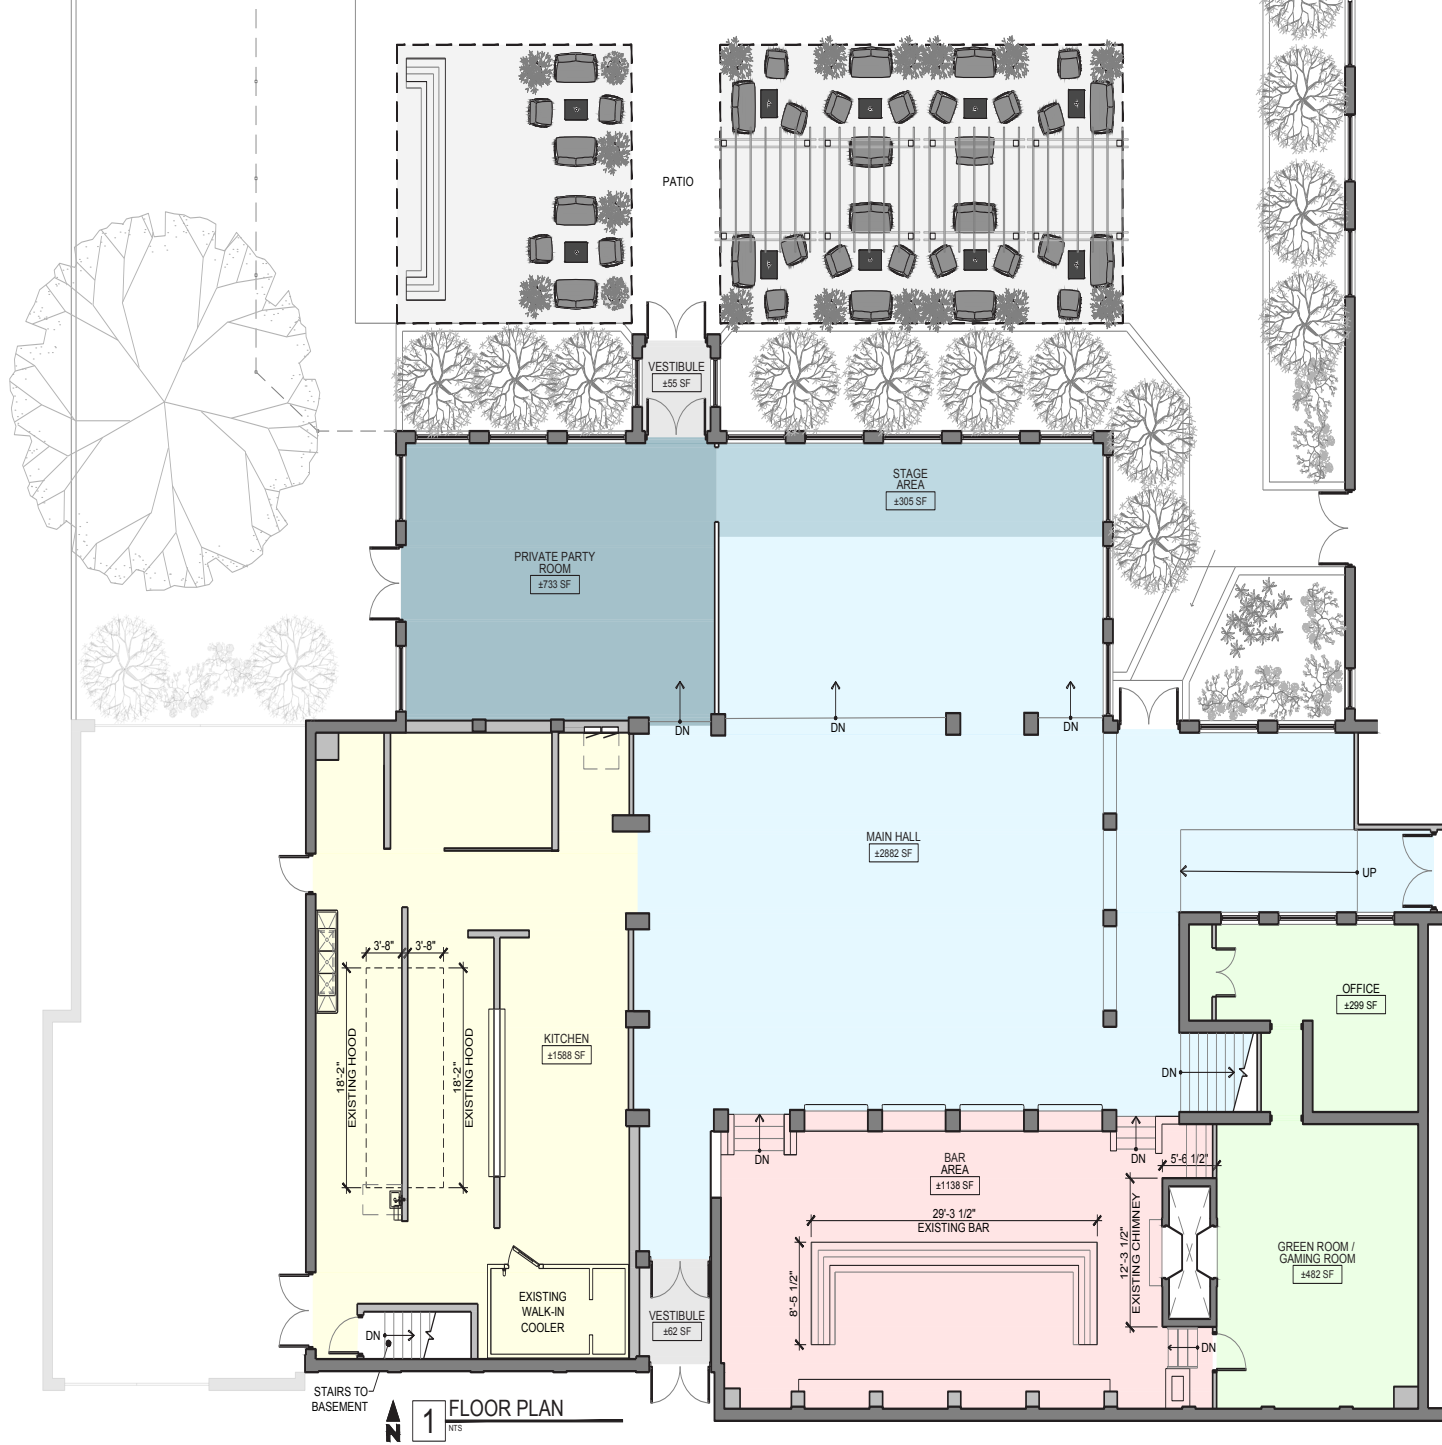 PATIO
VESTIBULE
±55 SF
STAGE
AREA
±305 SF
PRIVATE PARTY
ROOM
±733 SF
DN
DN
DN
MAIN HALL
±2882 SF
UP
3'-8"
3'-8"
18'-2"
EXISTING HOOD
18'-2"
EXISTING HOOD
KITCHEN
±1588 SF
OFFICE
±299 SF
DN
DN
DN
BAR
AREA
±1138 SF
5'-6 1/2"
29'-3 1/2"
EXISTING BAR
8'-5 1/2"
12'-3 1/2"
EXISTING CHIMNEY
GREEN ROOM /
GAMING ROOM
±482 SF
EXISTING
WALK-IN
COOLER
VESTIBULE
±62 SF
DN
DN
STAIRS TO
BASEMENT
N
1
FLOOR PLAN
NTS